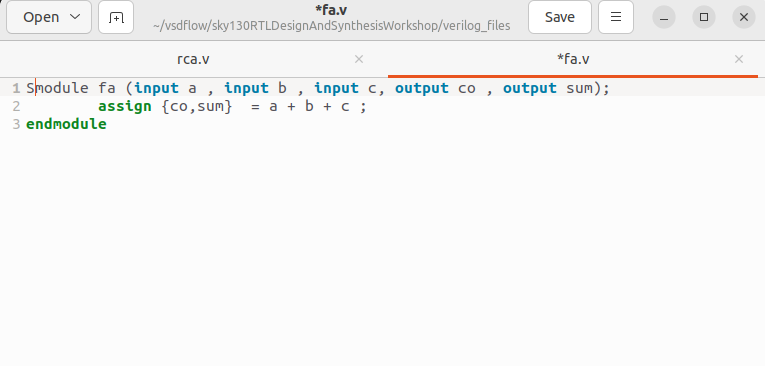 Open
*fa.v
~/vsdflow/sky130RTLDesignAndSynthesisWorkshop/verilog_files
Save
rca.v
*fa.v
1 Smodule fa (input a , input b , input c, output co , output sum);
2 assign {co,sum}  = a + b + c ;
3 endmodule